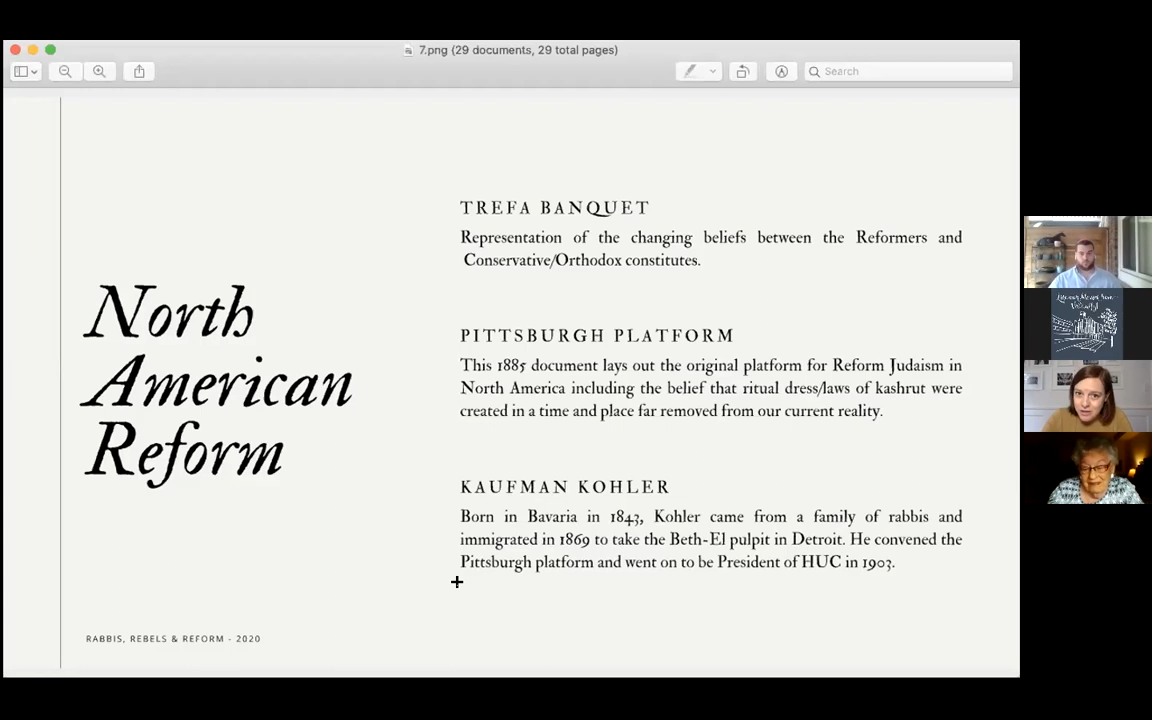 7.png (29 documents, 29 total pages)
Search
North
American
Reform
TREFA BANQUET
Representation of the changing beliefs between the Reformers and
Conservative/Orthodox constitutes.
PITTSBURGH PLATFORM
This 1885 document lays out the original platform for Reform Judaism in
North American including the belief that ritual dress/laws of kashrut were
created in a time and place far removed from our current reality.
KAUFMAN KOHLER
Born in Bavaria in 1843, Kohler came from a family of rabbis and
immigrated in 1869 to take the Beth-El pulpit in Detroit. He convened the
Pittsburgh platform and went on to be President of HUC in 1903.
RABBIS, REBELS & REFORM - 2020